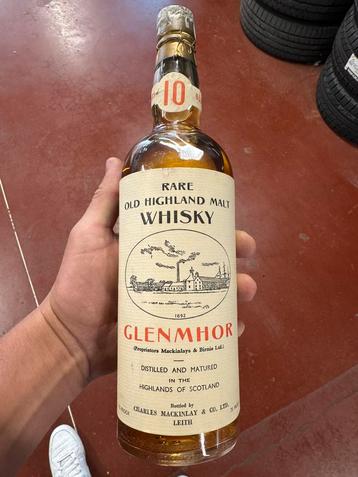 10
RARE
OLD HIGHLAND MALT
WHISKY
1892
GLENMHOR
(Proprietors Mackinlays & Birnie Ltd.)
DISTILLED AND MATURED
IN THE
HIGHLANDS OF SCOTLAND
Bottled by
CHARLES MACKINLAY & CO. LTD.
LEITH